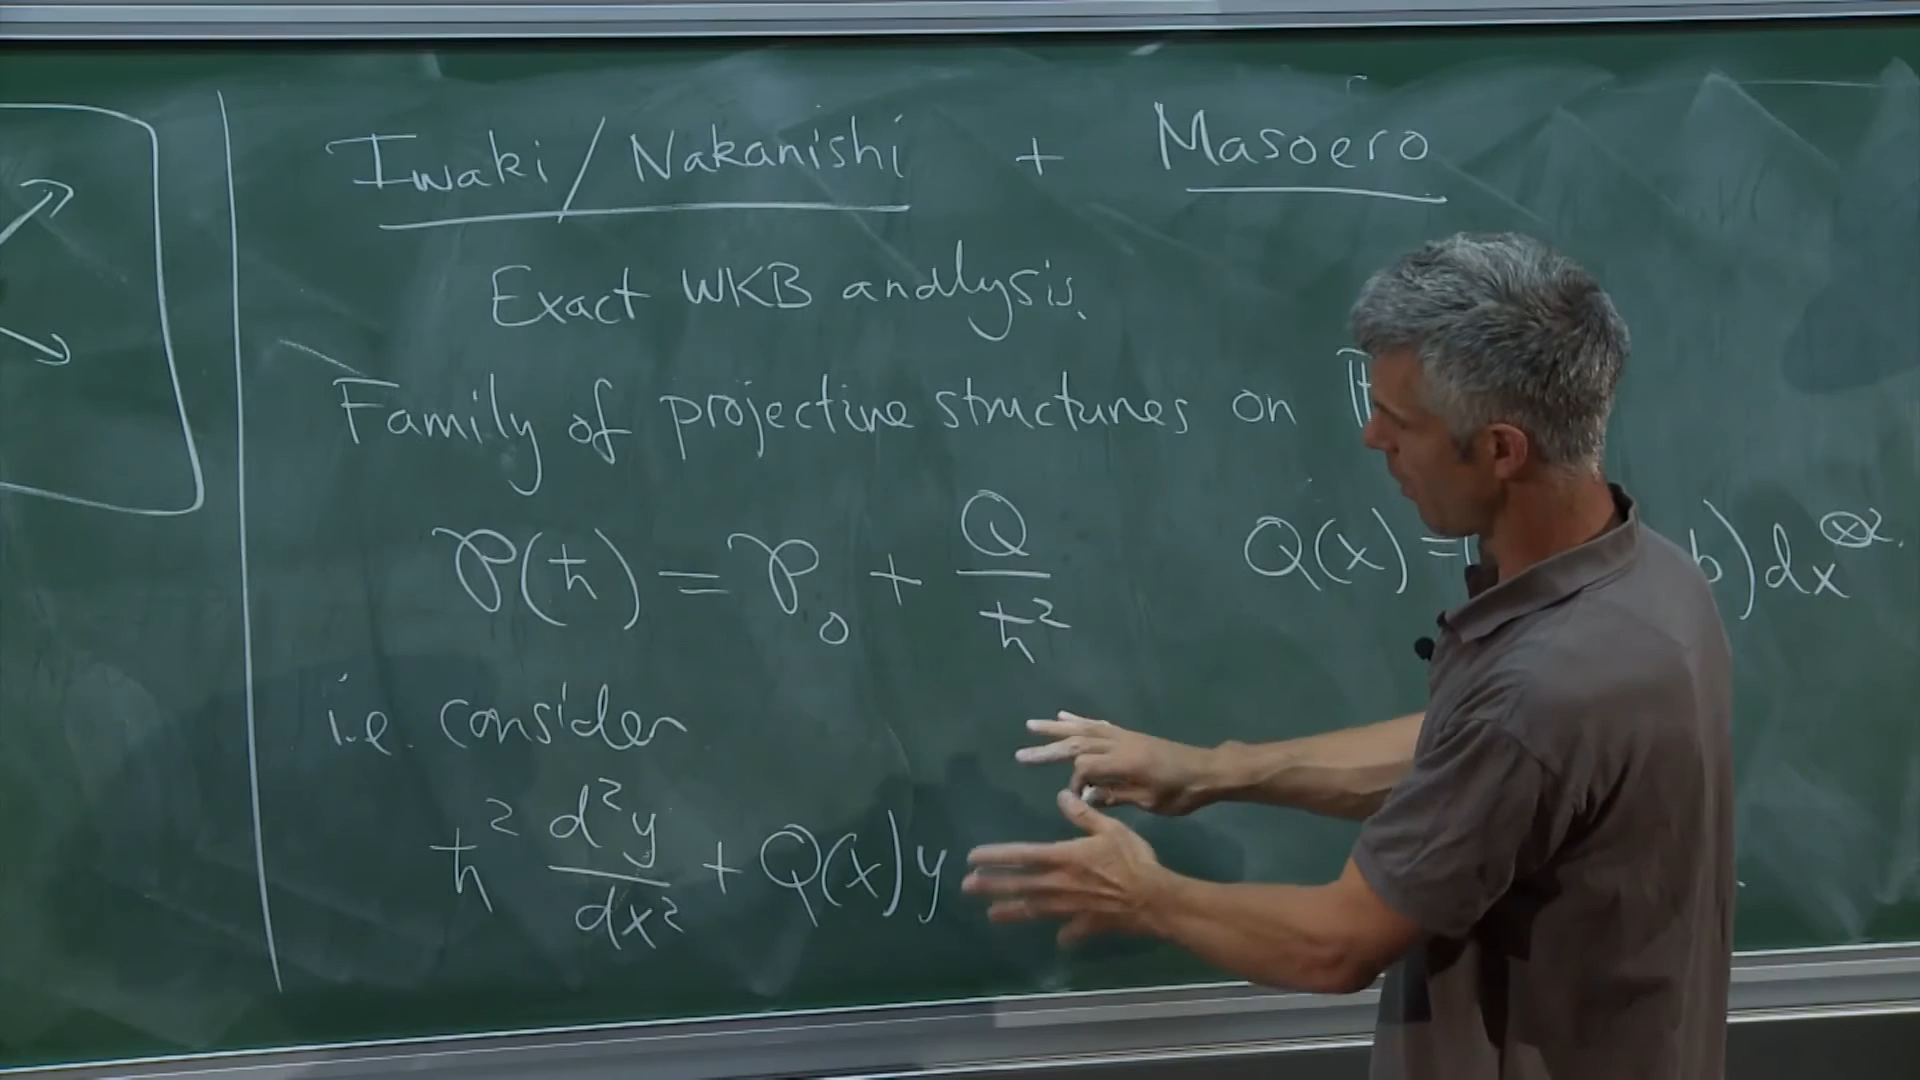 Iwaki/Nakanishi + Masoero
Exact WKB analysis.
Family of projective structures on
P(ħ) = P₀ + Q/ħ² Q(x) = b) dx^⊗2.
i.e. consider
ħ² d²y/dx² + Q(x) y